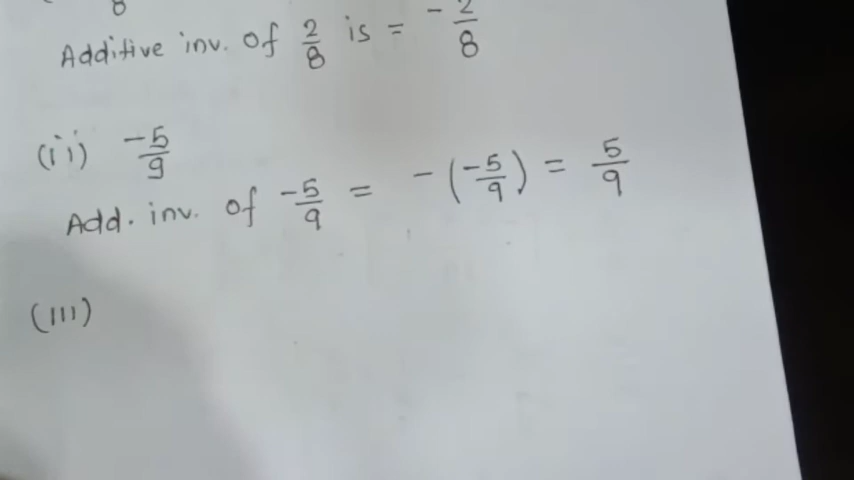 8
Additive inv. of 2/8 is = -2/8
(ii) -5/9
Add. inv. of -5/9 = -(-5/9) = 5/9
(III)